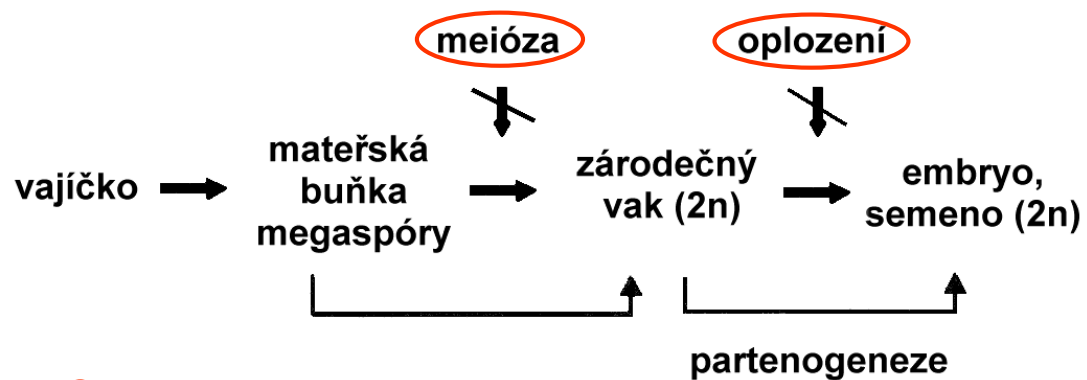 meióza
oplození
vajíčko
mateřská
buňka
megaspóry
zárodečný
vak (2n)
embryo,
semeno (2n)
partenogeneze